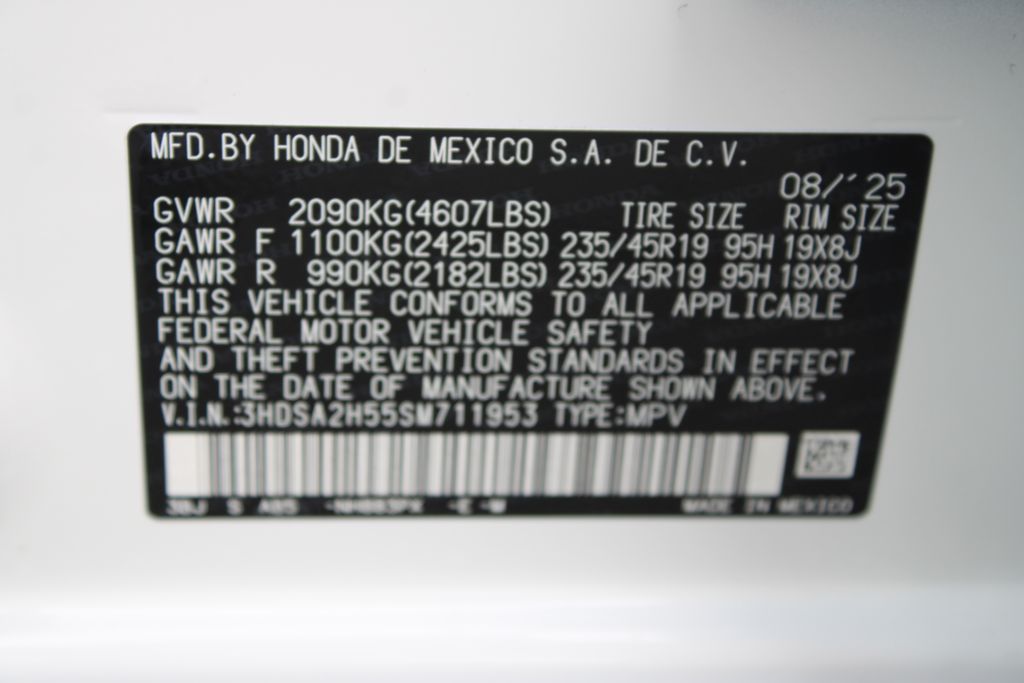 MFD.BY HONDA DE MEXICO S.A. DE C.V.
08/´25
GVWR 2090KG(4607LBS) TIRE SIZE RIM SIZE
GAWR F 1100KG(2425LBS) 235/45R19 95H 19X8J
GAWR R 990KG(2182LBS) 235/45R19 95H 19X8J
THIS VEHICLE CONFORMS TO ALL APPLICABLE
FEDERAL MOTOR VEHICLE SAFETY
AND THEFT PREVENTION STANDARDS IN EFFECT
ON THE DATE OF MANUFACTURE SHOWN ABOVE.
V.I.N.:3HDSA2H55SM711953 TYPE:MPV
S -E -W MADE IN MEXICO